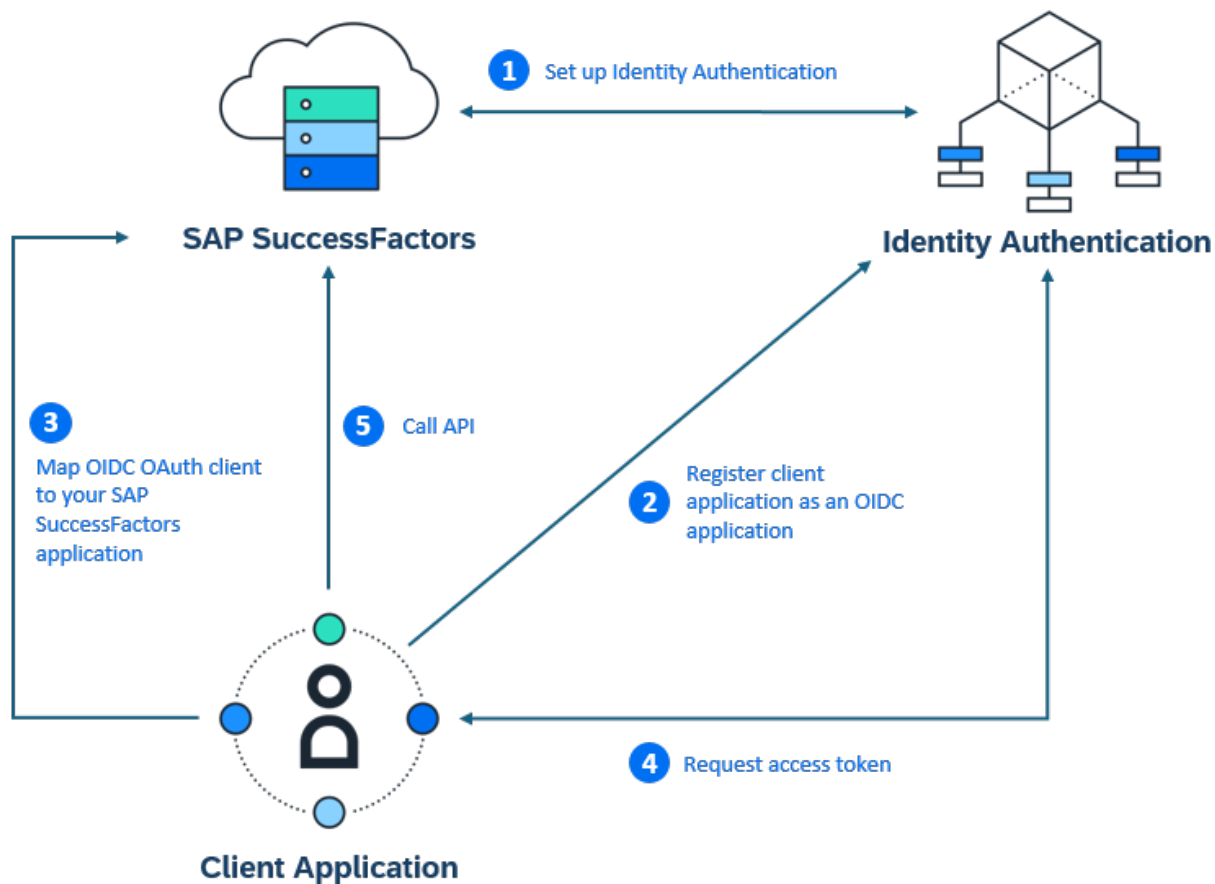 1 Set up Identity Authentication
SAP SuccessFactors
Identity Authentication
3
Map OIDC OAuth client
to your SAP
SuccessFactors
application
5 Call API
2
Register client
application as an OIDC
application
Do
4 Request access token
Client Application